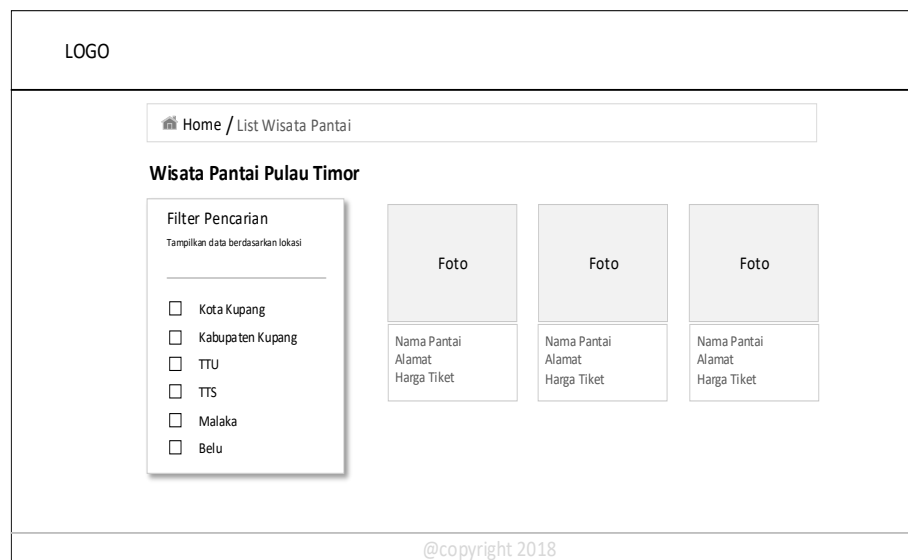 LOGO
Home / List Wisata Pantai
Wisata Pantai Pulau Timor
Filter Pencarian
Tampilkan data berdasarkan lokasi
Kota Kupang
Kabupaten Kupang
TTU
TTS
Malaka
Belu
Foto
Nama Pantai
Alamat
Harga Tiket
Foto
Nama Pantai
Alamat
Harga Tiket
Foto
Nama Pantai
Alamat
Harga Tiket
@copyright 2018